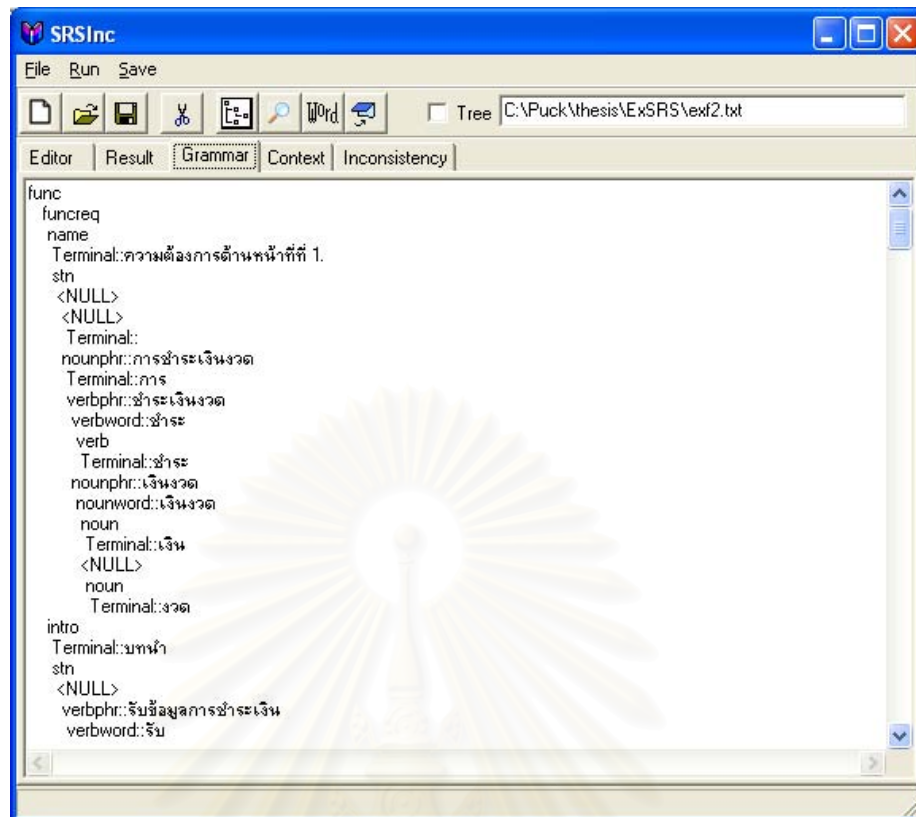 SRSInc
File Run Save
Word Tree C:\Puck\thesis\ExSRS\exf2.txt
Editor Result Grammar Context Inconsistency
func
funcreq
name
Terminal::ความต้องการด้านหน้าที่ที่ 1.
stn
<NULL>
<NULL>
Terminal::
nounphr::การชำระเงินงวด
Terminal::การ
verbphr::ชำระเงินงวด
verbword::ชำระ
verb
Terminal::ชำระ
nounphr::เงินงวด
nounword::เงินงวด
noun
Terminal::เงิน
<NULL>
noun
Terminal::งวด
intro
Terminal::บทนำ
stn
<NULL>
verbphr::รับข้อมูลการชำระเงิน
verbword::รับ